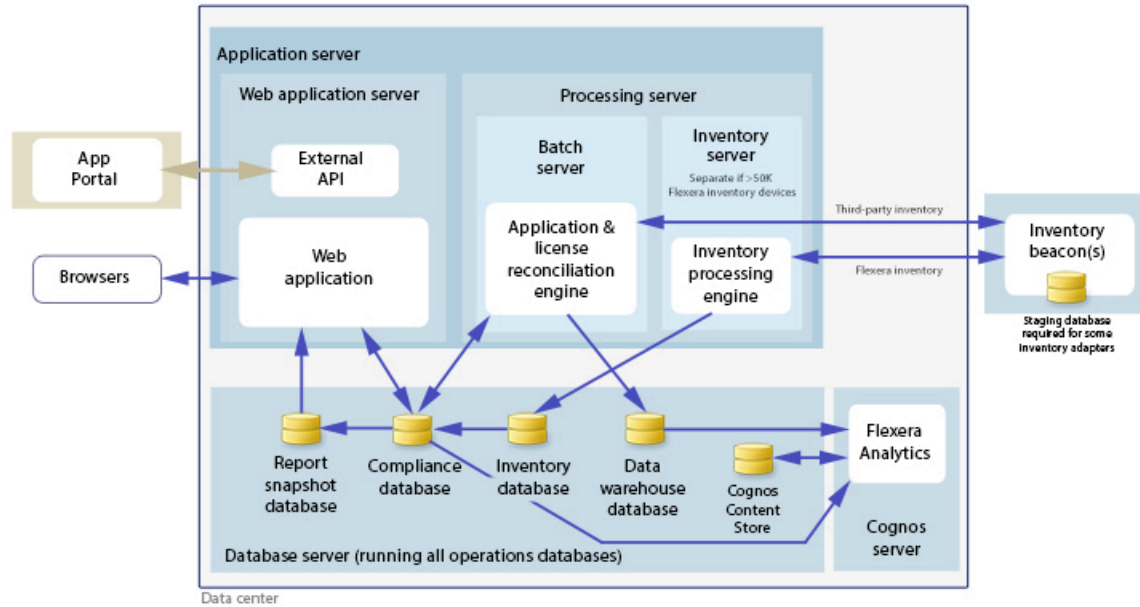 Application server
Web application server
Processing server
App
Portal
External
API
Batch
server
Inventory
server
Separate if >50K
Flexera inventory devices
Third-party inventory
Browsers
Web
application
Application &
license
reconciliation
engine
Inventory
processing
engine
Flexera inventory
Inventory
beacon(s)
Staging database
required for some
inventory adapters
Report
snapshot
database
Compliance
database
Inventory
database
Data
warehouse
database
Cognos
Content
Store
Flexera
Analytics
Cognos
server
Database server (running all operations databases)
Data center